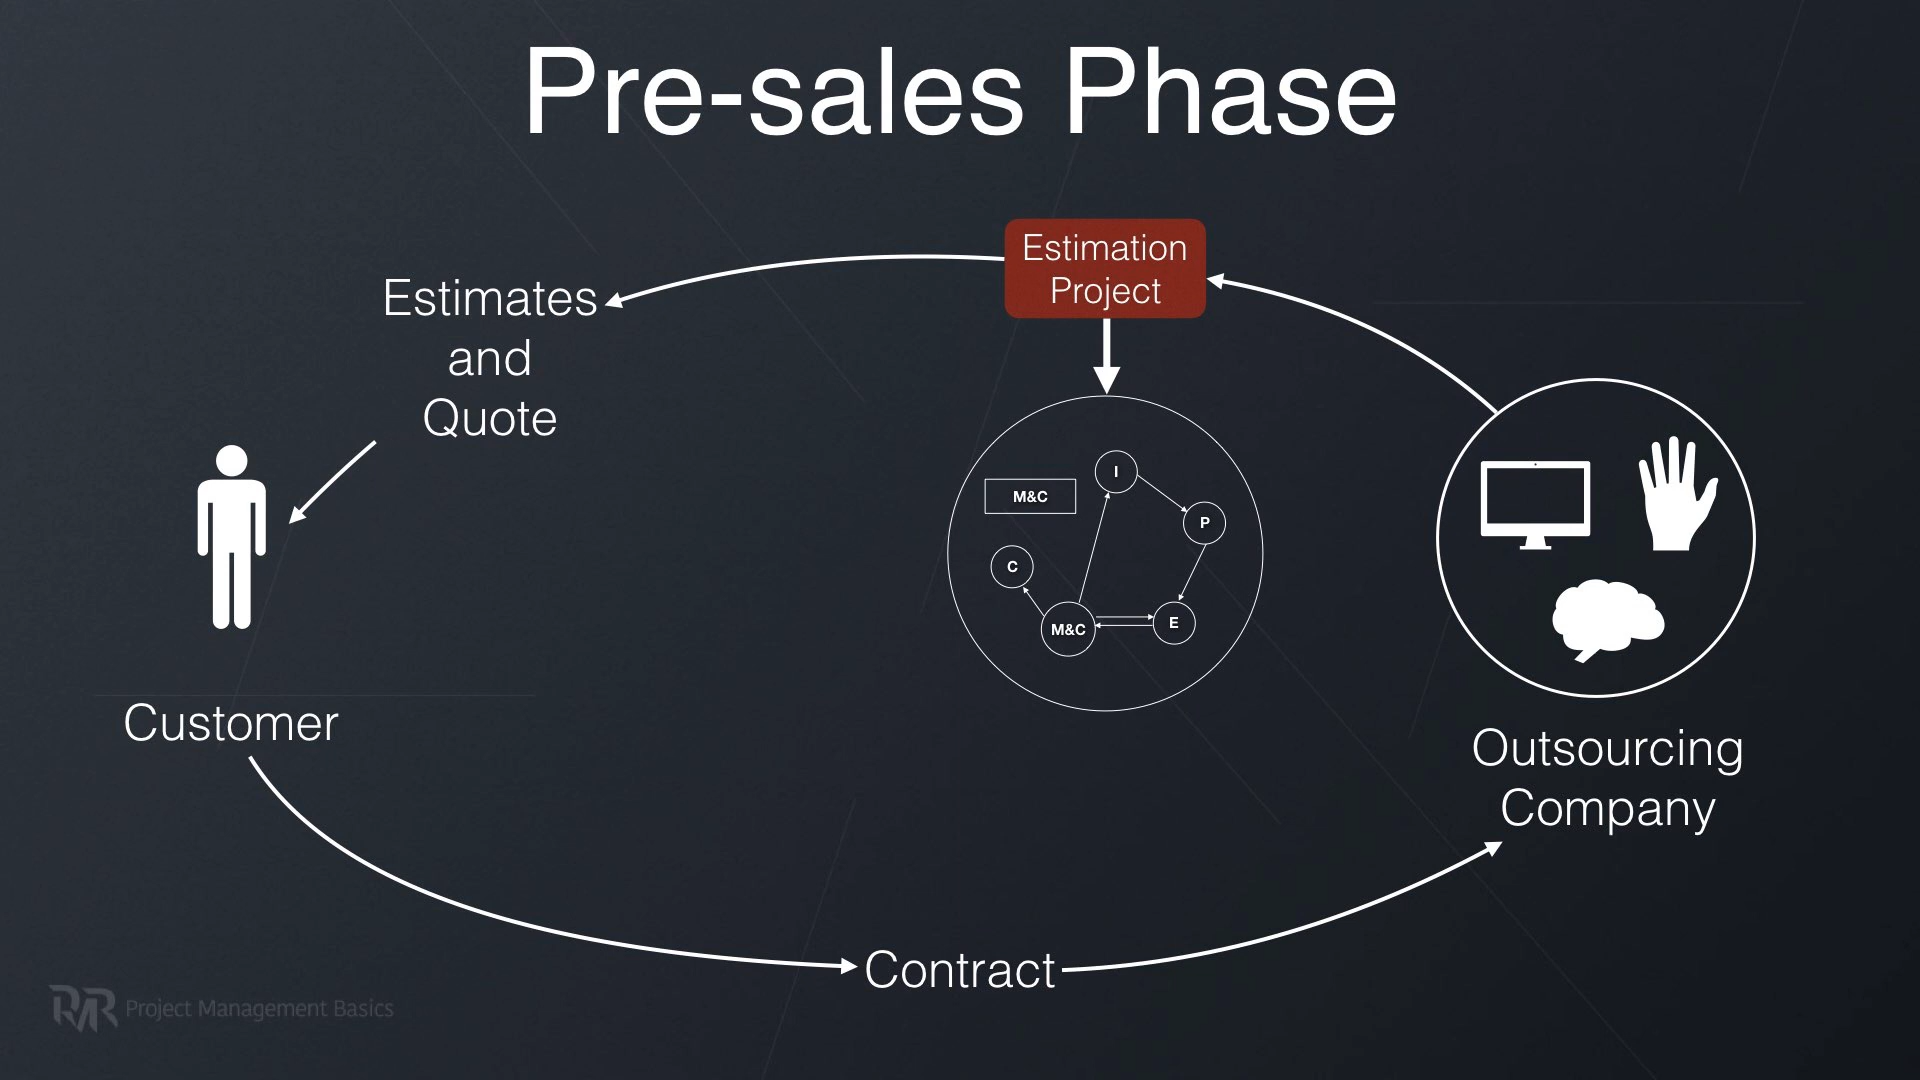 Pre-sales Phase
Estimation
Project
Estimates
and
Quote
I
M&C
P
C
M&C
E
Customer
Outsourcing
Company
Contract
Project Management Basics